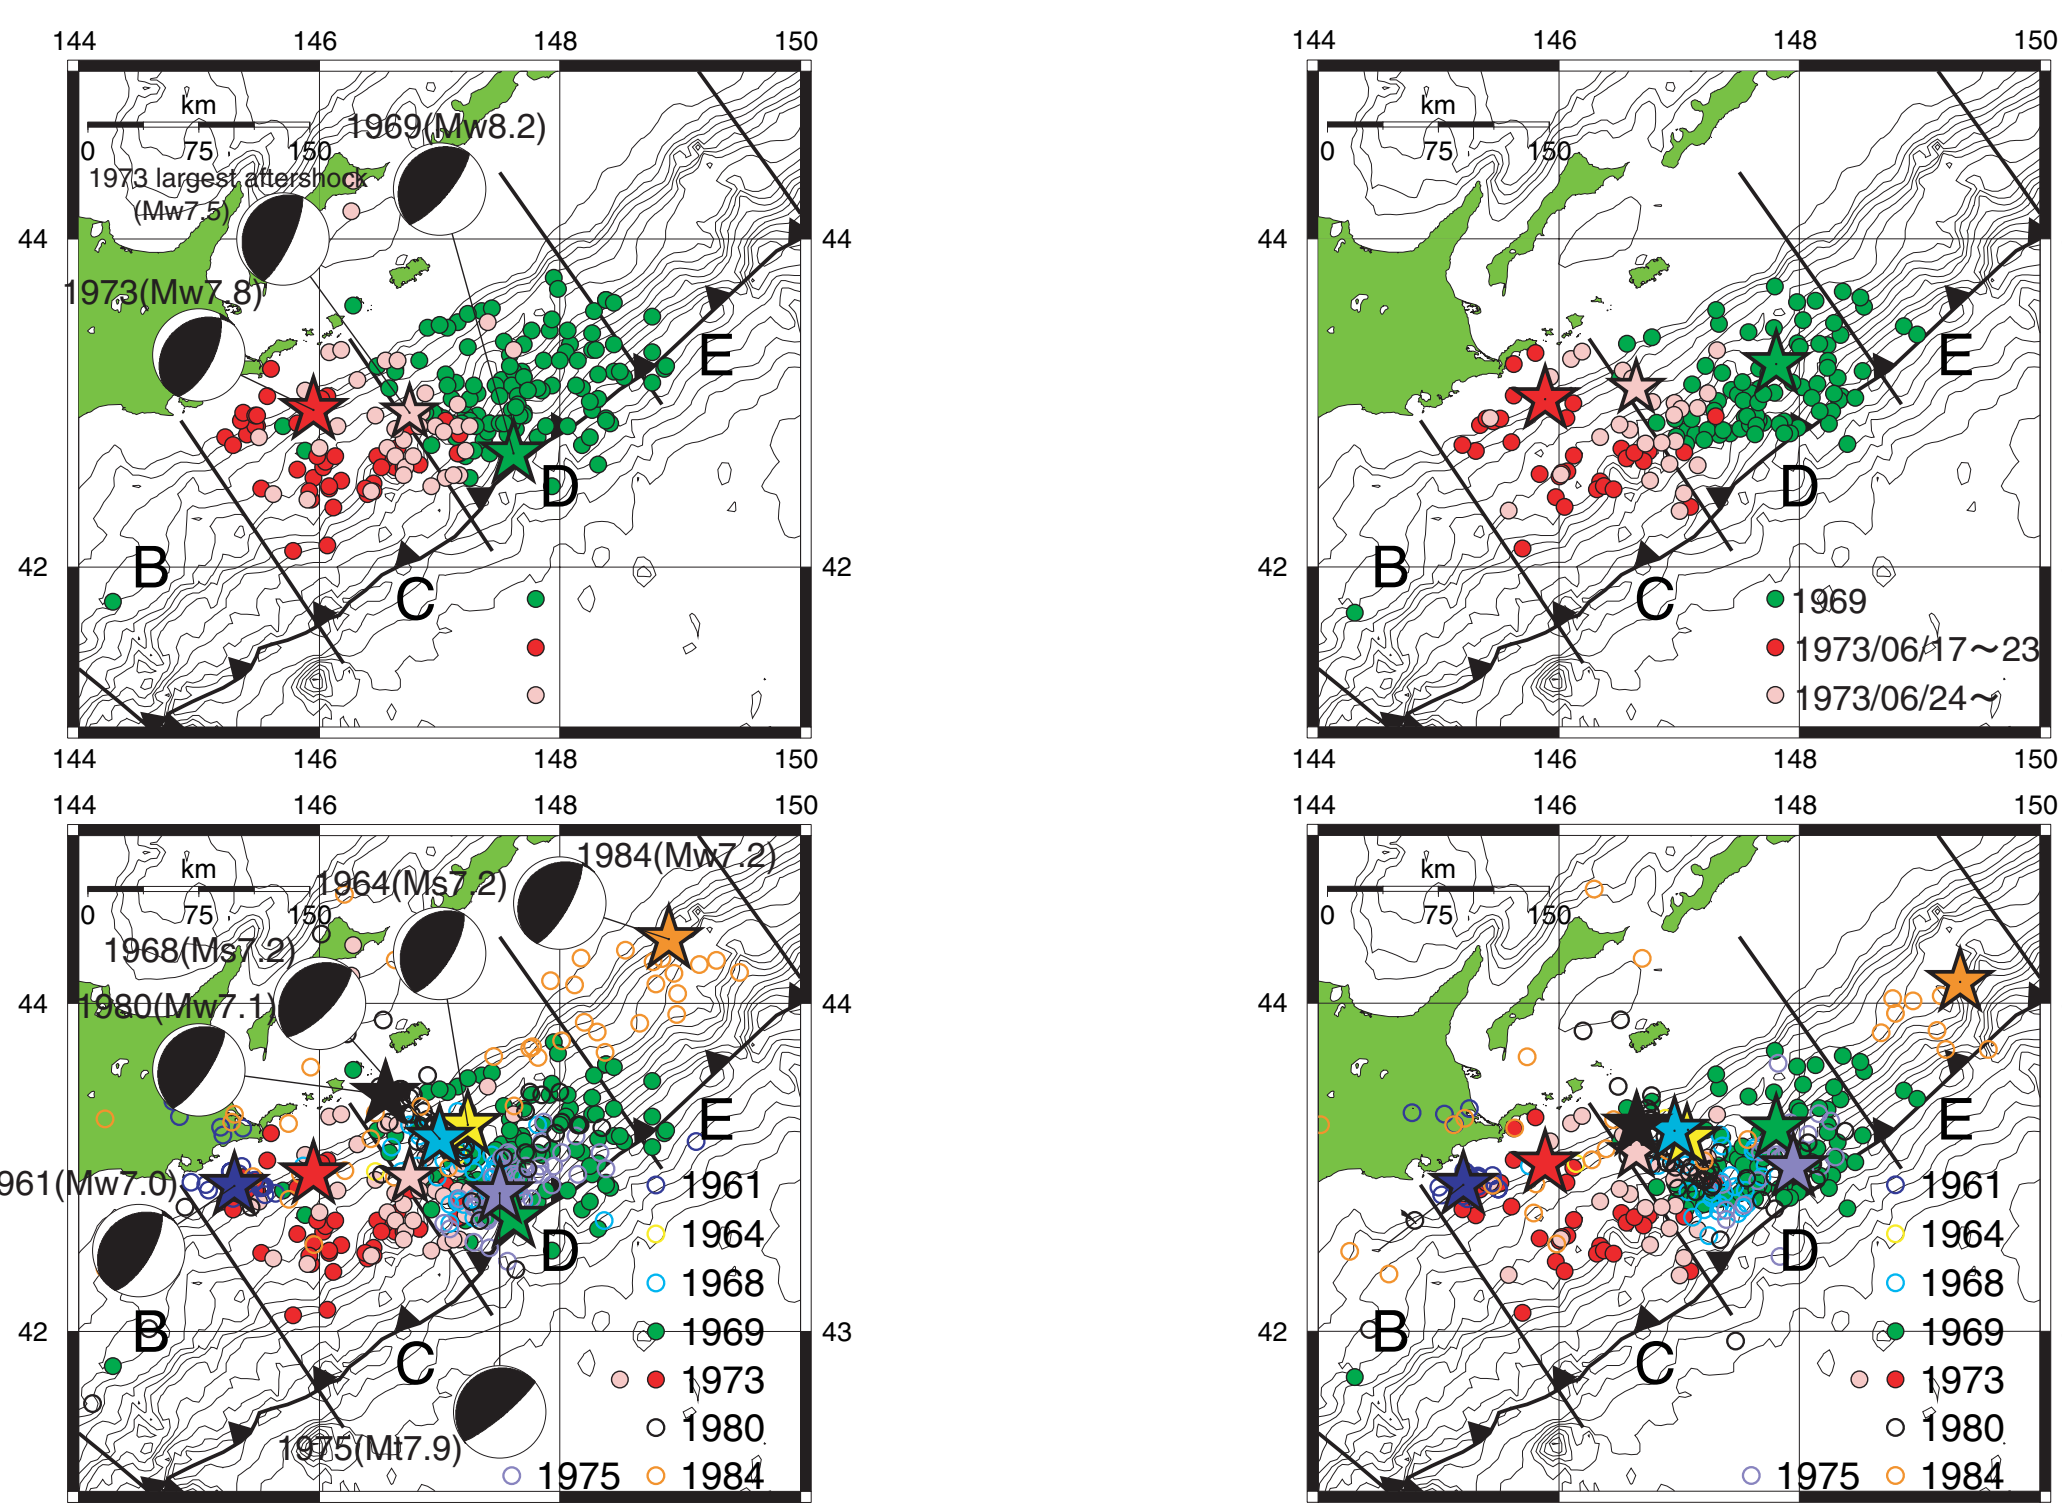 144 146 148 150
km
0 75 150
1969(Mw8.2)
1973 largest aftershock
(Mw7.5)
1973(Mw7.8)
44 44
42 42
B
C
D
E
144 146 148 150
144 146 148 150
km
0 75 150
44
42
B
C
D
E
1969
1973/06/17～23
1973/06/24～
144 146 148 150
144 146 148 150
km
0 75 150
1984(Mw7.2)
1964(Ms7.2)
1968(Ms7.2)
1980(Mw7.1)
961(Mw7.0)
1975(Mt7.9)
44 44
42 43
B
C
D
E
1961
1964
1968
1969
1973
1980
1975 1984
144 146 148 150
km
0 75 150
44
42
B
C
D
E
1961
1964
1968
1969
1973
1980
1975 1984